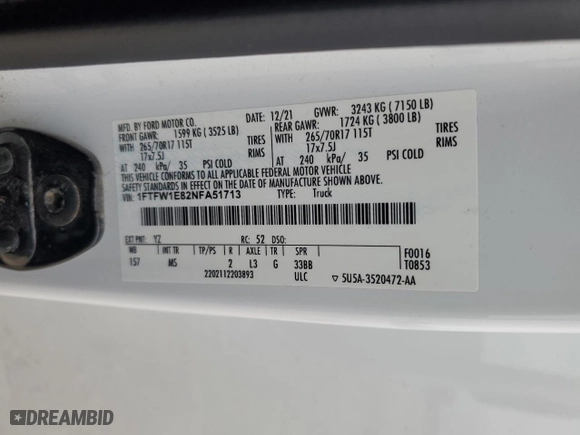 MFD. BY FORD MOTOR CO.
DATE: 12/21 GVWR: 3243 KG ( 7150 LB)
FRONT GAWR: 1599 KG ( 3525 LB) REAR GAWR: 1724 KG ( 3800 LB)
WITH 265/70R17 115T TIRES WITH 265/70R17 115T TIRES
17x7.5J RIMS 17x7.5J RIMS
AT 240 kPa/ 35 PSI COLD AT 240 kPa/ 35 PSI COLD
THIS VEHICLE CONFORMS TO ALL APPLICABLE FEDERAL MOTOR VEHICLE
SAFETY STANDARDS IN EFFECT ON THE DATE OF MANUFACTURE SHOWN ABOVE.
VIN: 1FTFW1E82NFA51713 TYPE: Truck
EXT PNT: YZ RC: 52 DSO:
WB INT TR TP/PS R AXLE TR SPR
157 MS 2 L3 G 33BB
2202112203893 ULC
F0016
T0853
▽ 5U5A-3520472-AA
DREAMBID